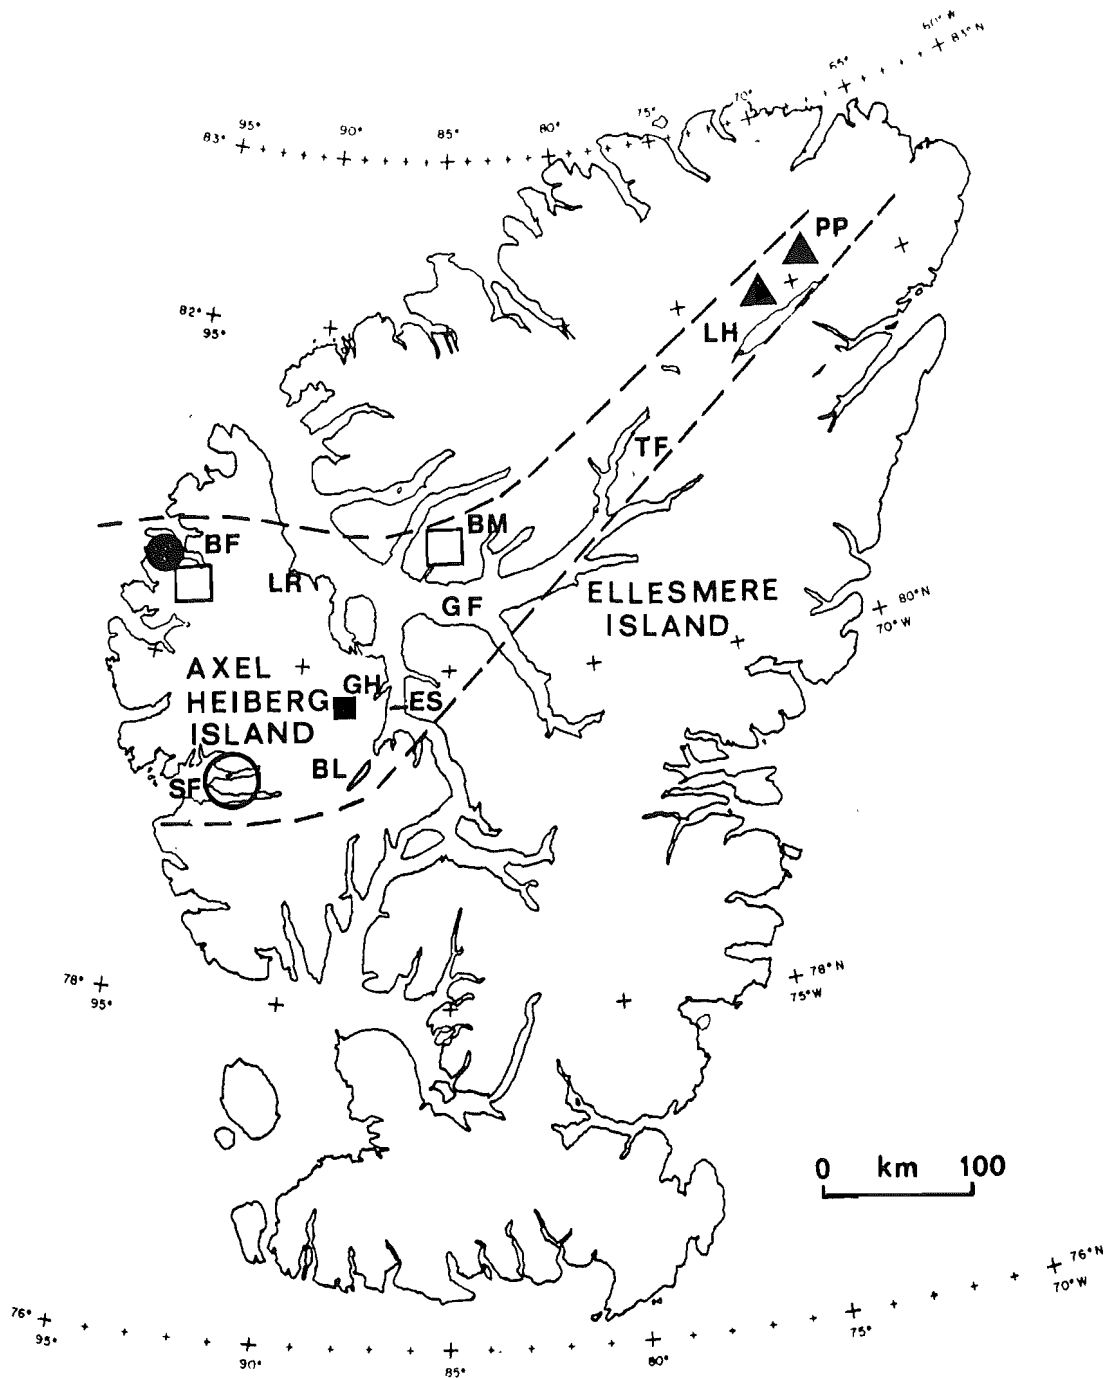 60° W
83° N
65°
70°
75°
80°
85°
90°
95°
83°
PP
82°
95°
LH
TF
BM
BF
LR
GF
ELLESMERE
ISLAND
80° N
70° W
AXEL
HEIBERG
ISLAND
GH
ES
BL
SF
78°
95°
78° N
75° W
0 km 100
76° N
70° W
76°
95°
90°
85°
80°
75°